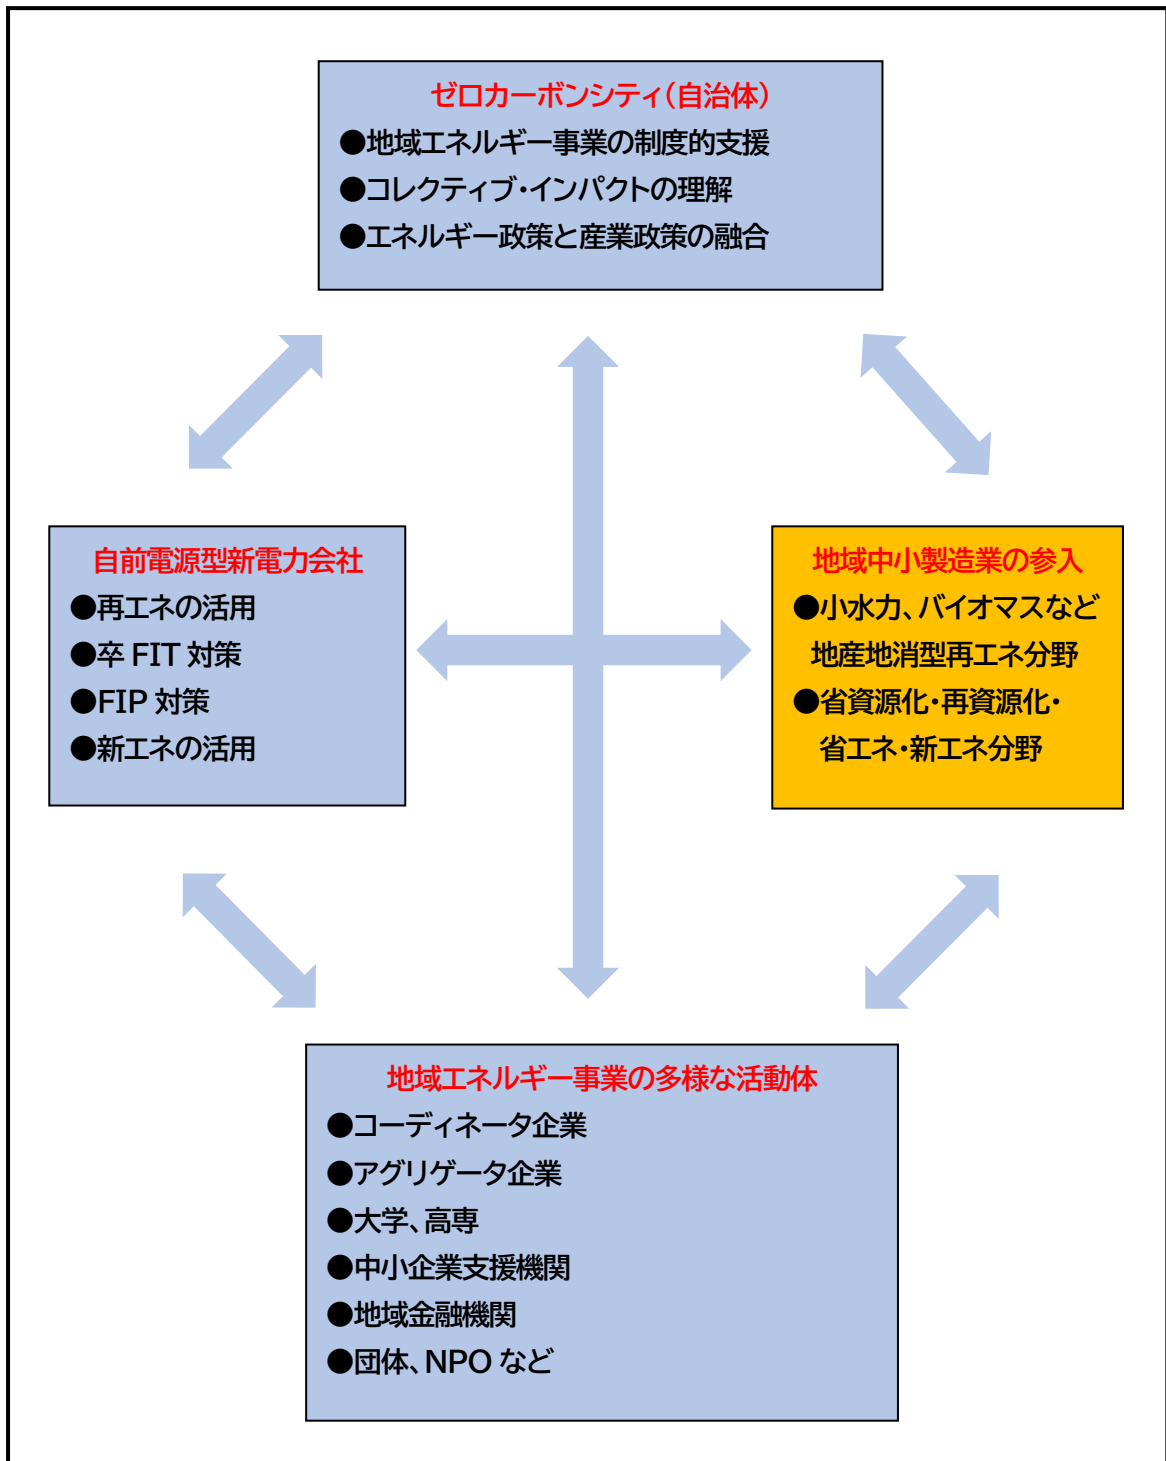 ゼロカーボンシティ(自治体)
●地域エネルギー事業の制度的支援
●コレクティブ・インパクトの理解
●エネルギー政策と産業政策の融合
自前電源型新電力会社
●再エネの活用
●卒 FIT 対策
●FIP 対策
●新エネの活用
地域中小製造業の参入
●小水力、バイオマスなど
地産地消型再エネ分野
●省資源化・再資源化・
省エネ・新エネ分野
地域エネルギー事業の多様な活動体
●コーディネータ企業
●アグリゲータ企業
●大学、高専
●中小企業支援機関
●地域金融機関
●団体、NPO など